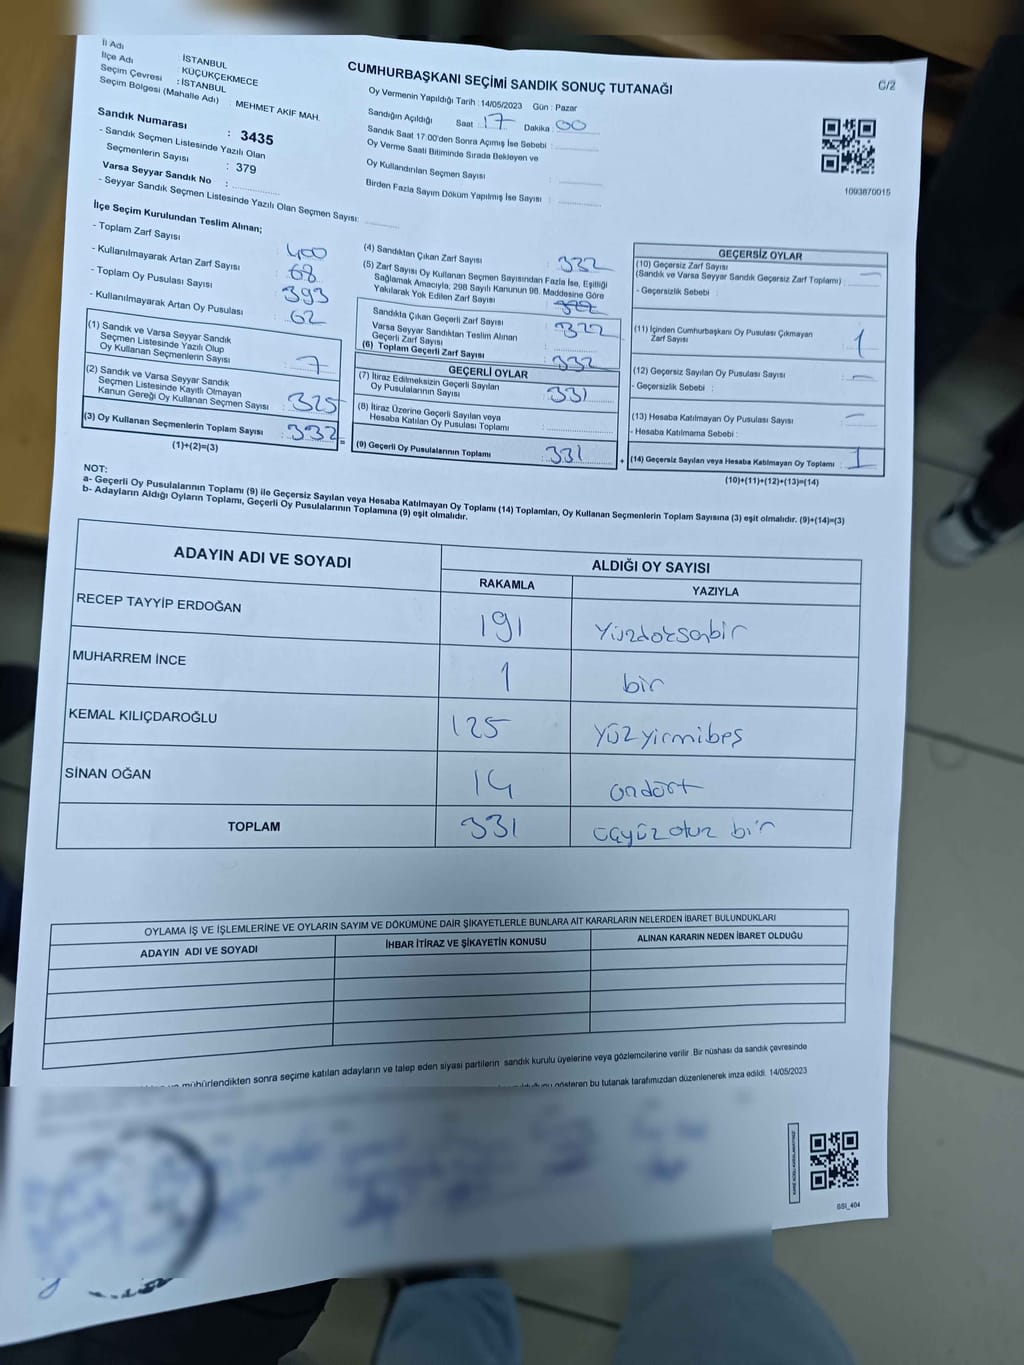 İl Adı : İSTANBUL
İlçe Adı : KÜÇÜKÇEKMECE
Seçim Çevresi : İSTANBUL
Seçim Bölgesi (Mahalle Adı) : MEHMET AKİF MAH.
Sandık Numarası : 3435
- Sandık Seçmen Listesinde Yazılı Olan
Seçmenlerin Sayısı : 379
Varsa Seyyar Sandık No :
- Seyyar Sandık Seçmen Listesinde Yazılı Olan Seçmen Sayısı:
CUMHURBAŞKANI SEÇİMİ SANDIK SONUÇ TUTANAĞI
C/2
Oy Vermenin Yapıldığı Tarih : 14/05/2023 Gün : Pazar
Sandığın Açıldığı Saat : 17 Dakika : 00
Sandık Saat 17.00'den Sonra Açımış İse Sebebi :
Oy Verme Saati Bitiminde Sırada Bekleyen ve
Oy Kullandırılan Seçmen Sayısı :
Birden Fazla Sayım Döküm Yapılmış İse Sayısı :
1093870015
İlçe Seçim Kurulundan Teslim Alınan;
- Toplam Zarf Sayısı : 400
- Kullanılmayarak Artan Zarf Sayısı : 68
- Toplam Oy Pusulası Sayısı : 393
- Kullanılmayarak Artan Oy Pusulası : 62
(1) Sandık ve Varsa Seyyar Sandık
Seçmen Listesinde Yazılı Olup
Oy Kullanan Seçmenlerin Sayısı : 7
(2) Sandık ve Varsa Seyyar Sandık
Seçmen Listesinde Kayıtlı Olmayan
Kanun Gereği Oy Kullanan Seçmen Sayısı : 325
(3) Oy Kullanan Seçmenlerin Toplam Sayısı : 332
(1)+(2)=(3)
(4) Sandıktan Çıkan Zarf Sayısı : 332
(5) Zarf Sayısı Oy Kullanan Seçmen Sayısından Fazla İse, Eşitliği
Sağlamak Amacıyla, 298 Sayılı Kanunun 98. Maddesine Göre
Yakılarak Yok Edilen Zarf Sayısı :
Sandıkta Çıkan Geçerli Zarf Sayısı : 322
Varsa Seyyar Sandıktan Teslim Alınan
Geçerli Zarf Sayısı :
(6) Toplam Geçerli Zarf Sayısı : 332
GEÇERLİ OYLAR
(7) İtiraz Edilmeksizin Geçerli Sayılan
Oy Pusulalarının Sayısı : 331
(8) İtiraz Üzerine Geçerli Sayılan veya
Hesaba Katılan Oy Pusulası Toplamı :
(9) Geçerli Oy Pusulalarının Toplamı : 331
GEÇERSİZ OYLAR
(10) Geçersiz Zarf Sayısı
(Sandık ve Varsa Seyyar Sandık Geçersiz Zarf Toplamı) : —
- Geçersizlik Sebebi :
(11) İçinden Cumhurbaşkanı Oy Pusulası Çıkmayan
Zarf Sayısı : 1
(12) Geçersiz Sayılan Oy Pusulası Sayısı : —
- Geçersizlik Sebebi :
(13) Hesaba Katılmayan Oy Pusulası Sayısı : —
- Hesaba Katılmama Sebebi :
(14) Geçersiz Sayılan veya Hesaba Katılmayan Oy Toplamı : 1
(10)+(11)+(12)+(13)=(14)
NOT:
a- Geçerli Oy Pusulalarının Toplamı (9) ile Geçersiz Sayılan veya Hesaba Katılmayan Oy Toplamı (14) Toplamları, Oy Kullanan Seçmenlerin Toplam Sayısına (3) eşit olmalıdır. (9)+(14)=(3)
b- Adayların Aldığı Oyların Toplamı, Geçerli Oy Pusulalarının Toplamına (9) eşit olmalıdır.
ADAYIN ADI VE SOYADI ALDIĞI OY SAYISI
RAKAMLA YAZIYLA
RECEP TAYYİP ERDOĞAN 191 Yüzdoksanbir
MUHARREM İNCE 1 bir
KEMAL KILIÇDAROĞLU 125 yüzyirmibeş
SİNAN OĞAN 14 ondört
TOPLAM 331 üçyüz otuz bir
OYLAMA İŞ VE İŞLEMLERİNE VE OYLARIN SAYIM VE DÖKÜMÜNE DAİR ŞİKAYETLERLE BUNLARA AİT KARARLARIN NELERDEN İBARET BULUNDUKLARI
ADAYIN ADI VE SOYADI İHBAR İTİRAZ VE ŞİKAYETİN KONUSU ALINAN KARARIN NEDEN İBARET OLDUĞU
mühürlendikten sonra seçime katılan adayların ve talep eden siyasi partilerin sandık kurulu üyelerine veya gözlemcilerine verilir. Bir nüshası da sandık çevresinde
gösteren bu tutanak tarafımızdan düzenlenerek imza edildi. 14/05/2023
SSI_404